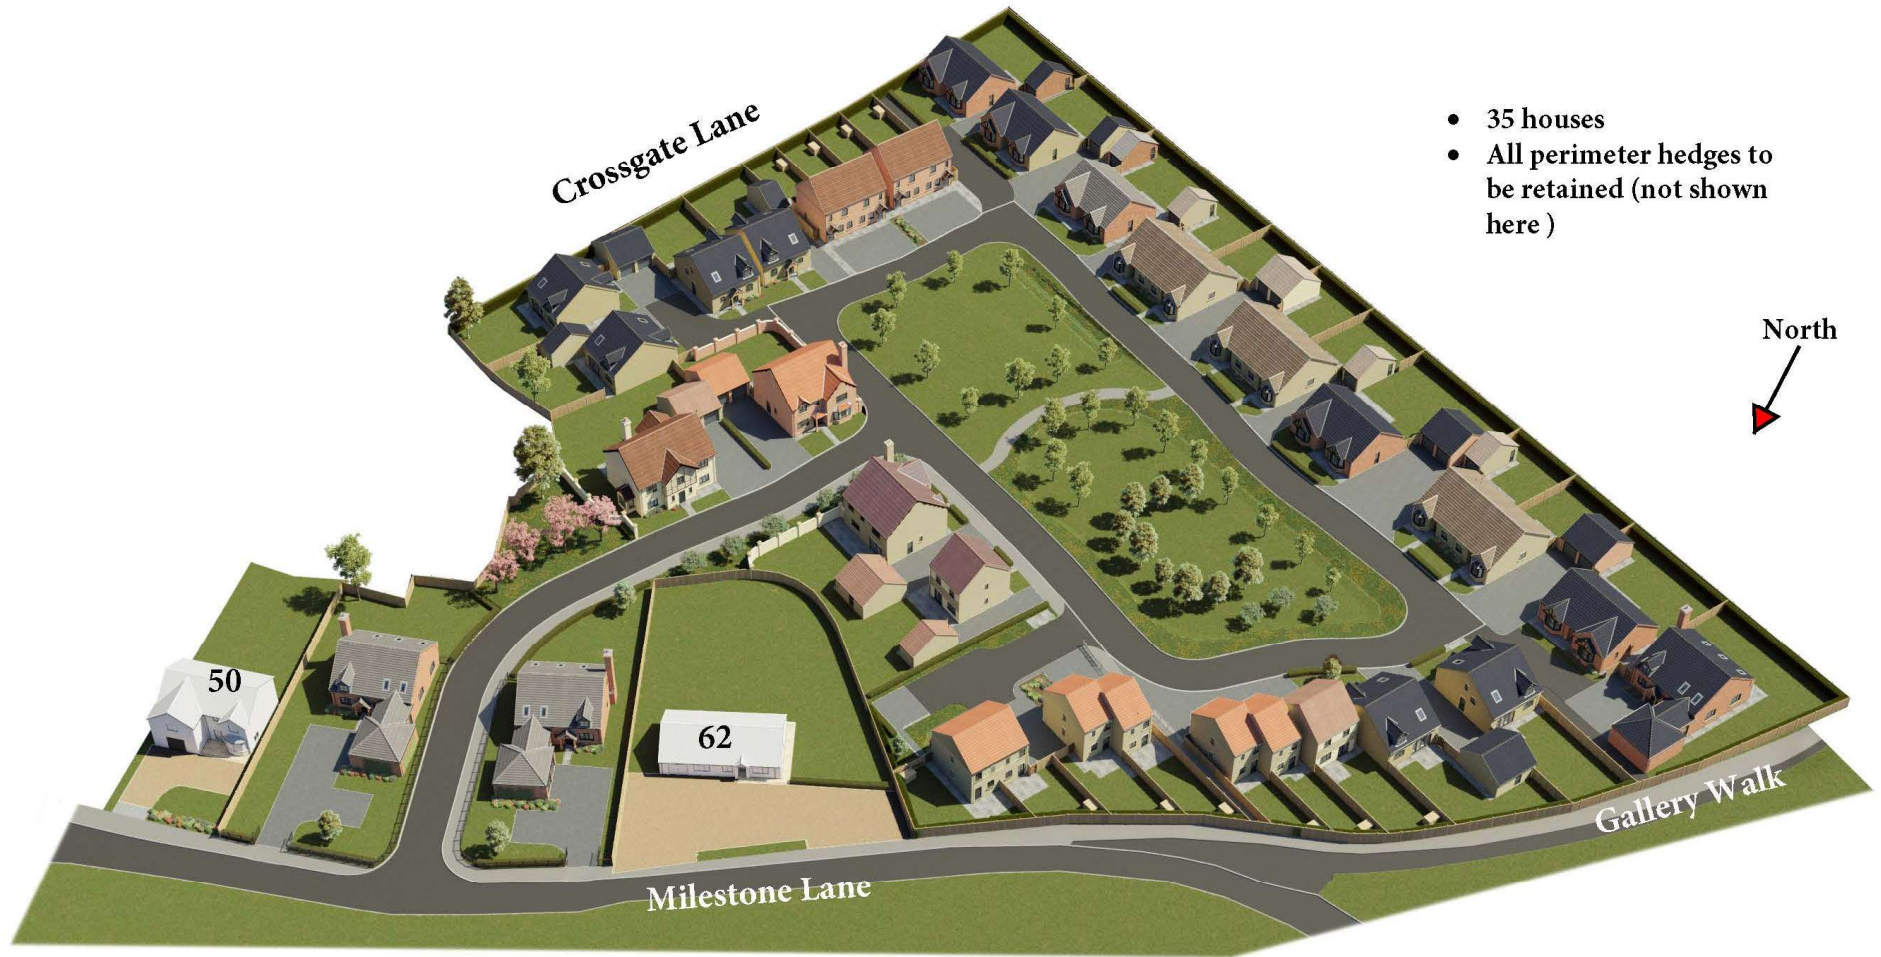 Crossgate Lane
• 35 houses
• All perimeter hedges to
be retained (not shown
here )
North
50
62
Gallery Walk
Milestone Lane